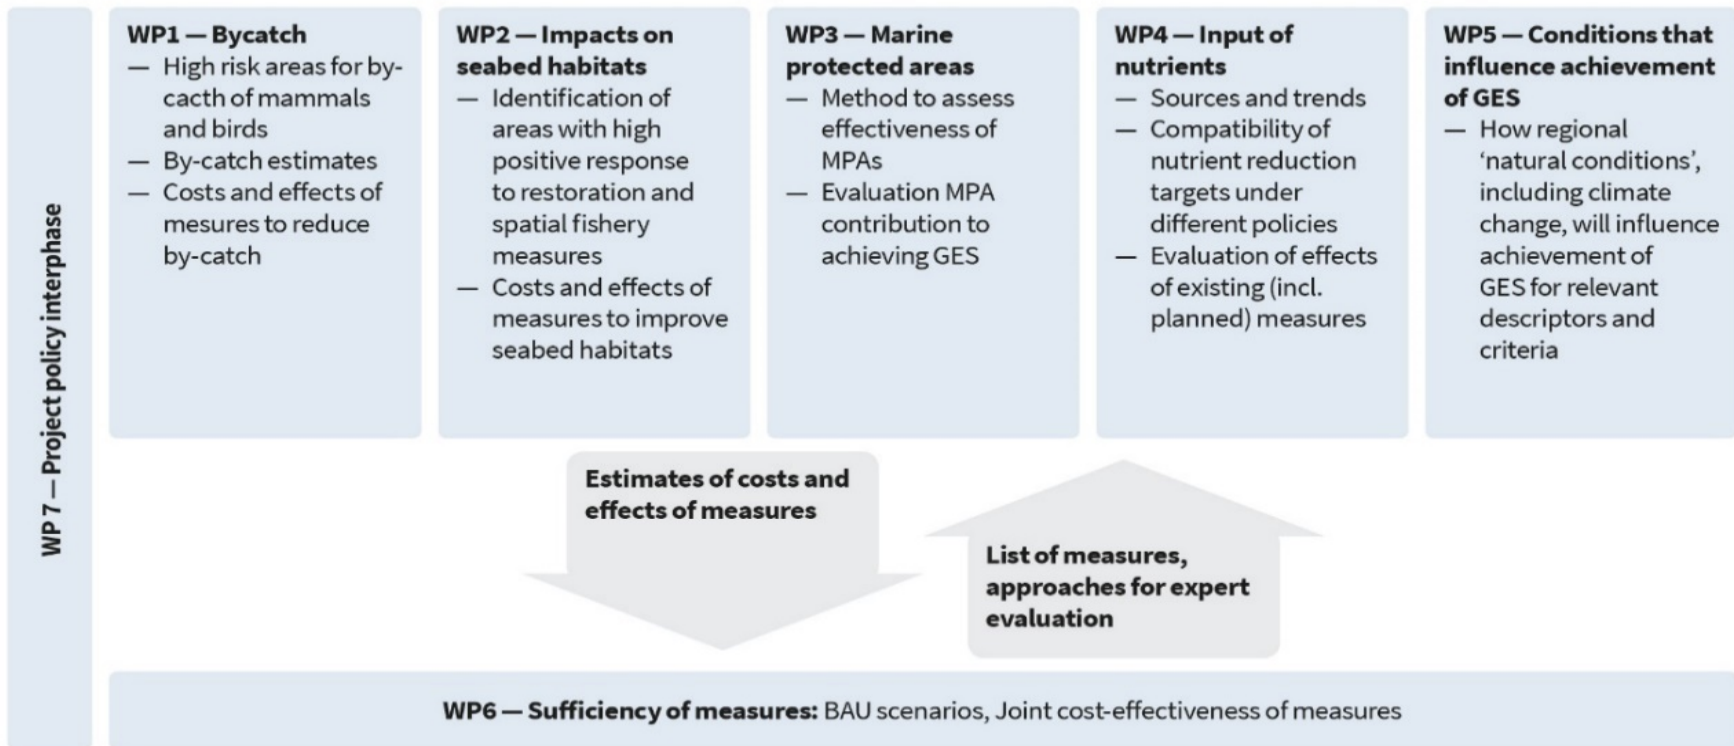 WP 7 — Project policy interphase
WP1 — Bycatch
— High risk areas for by-
cacth of mammals
and birds
— By-catch estimates
— Costs and effects of
mesures to reduce
by-catch
WP2 — Impacts on
seabed habitats
— Identification of
areas with high
positive response
to restoration and
spatial fishery
measures
— Costs and effects of
measures to improve
seabed habitats
WP3 — Marine
protected areas
— Method to assess
effectiveness of
MPAs
— Evaluation MPA
contribution to
achieving GES
WP4 — Input of
nutrients
— Sources and trends
— Compatibility of
nutrient reduction
targets under
different policies
— Evaluation of effects
of existing (incl.
planned) measures
WP5 — Conditions that
influence achievement
of GES
— How regional
‘natural conditions’,
including climate
change, will influence
achievement of
GES for relevant
descriptors and
criteria
Estimates of costs and
effects of measures
List of measures,
approaches for expert
evaluation
WP6 — Sufficiency of measures: BAU scenarios, Joint cost-effectiveness of measures